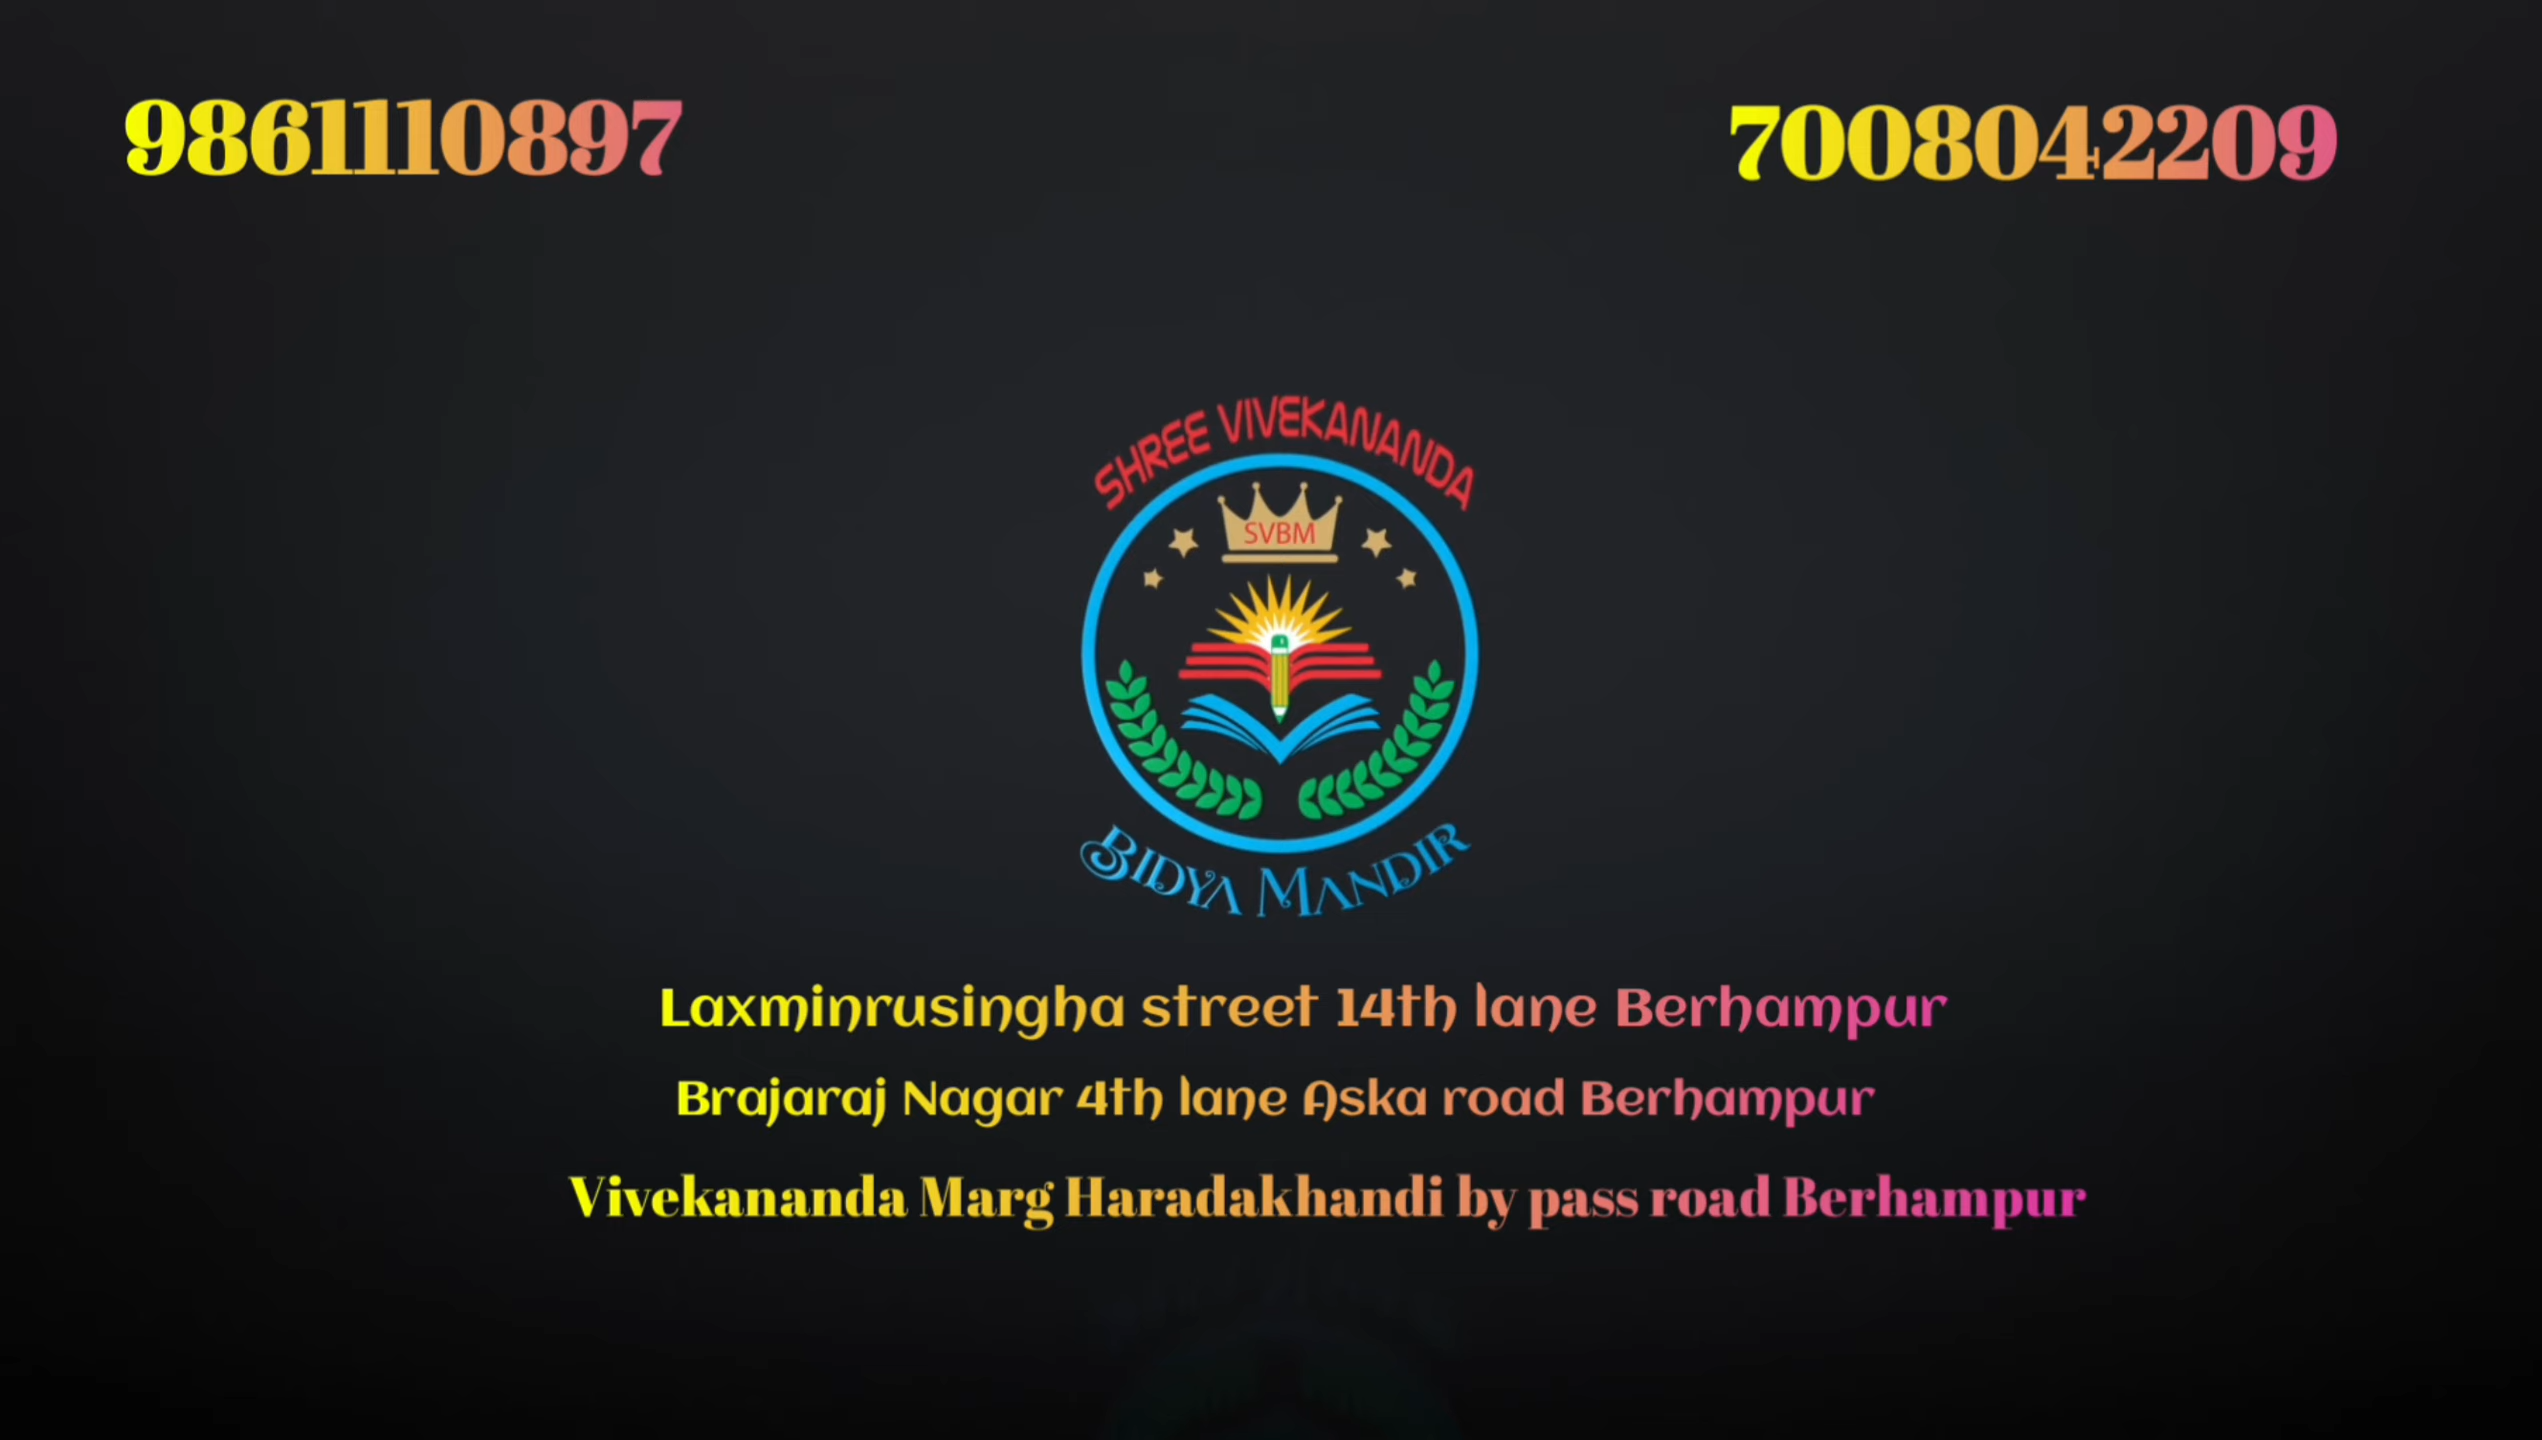 9861110897
7008042209
SHREE VIVEKANANDA
SVBM
BIDYA MANDIR
Laxminrusingha street 14th lane Berhampur
Brajaraj Nagar 4th lane Aska road Berhampur
Vivekananda Marg Haradakhandi by pass road Berhampur